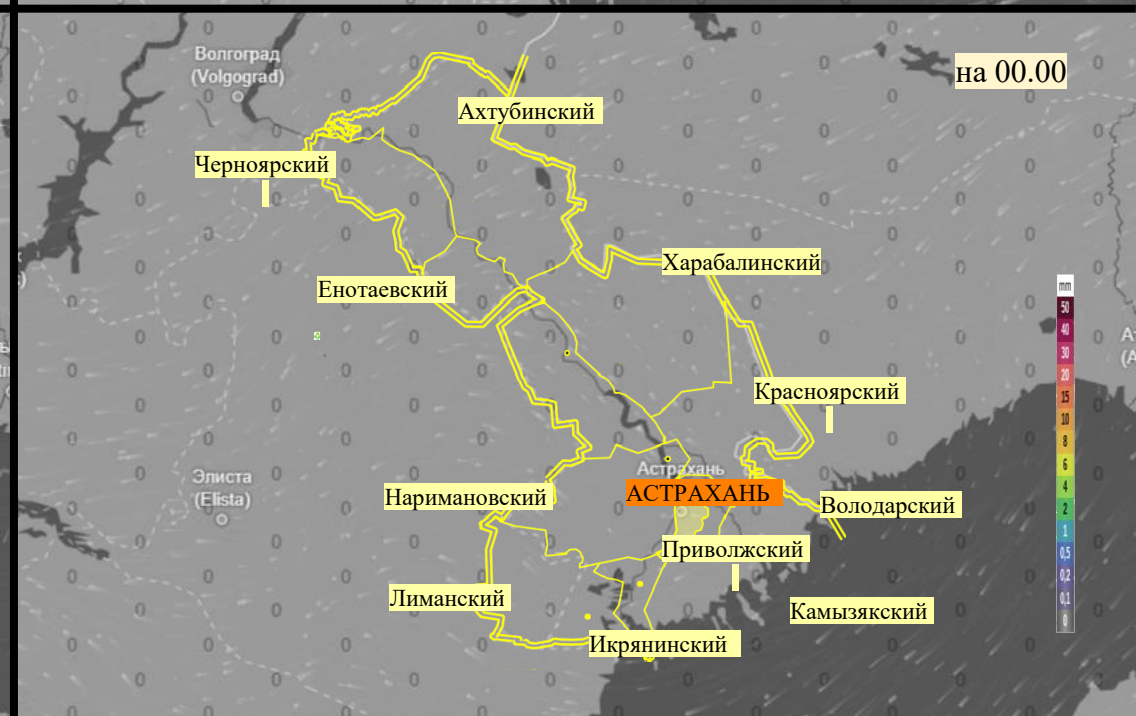 на 00.00
Волгоград
(Volgograd)
Ахтубинский
Черноярский
Харабалинский
Енотаевский
mm
50
40
30
20
15
10
8
6
4
2
1
0,5
0,2
0,1
0
Красноярский
Астрахань
Элиста
(Elista)
Наримановский
АСТРАХАНЬ
Володарский
Приволжский
Лиманский
Камызякский
Икрянинский